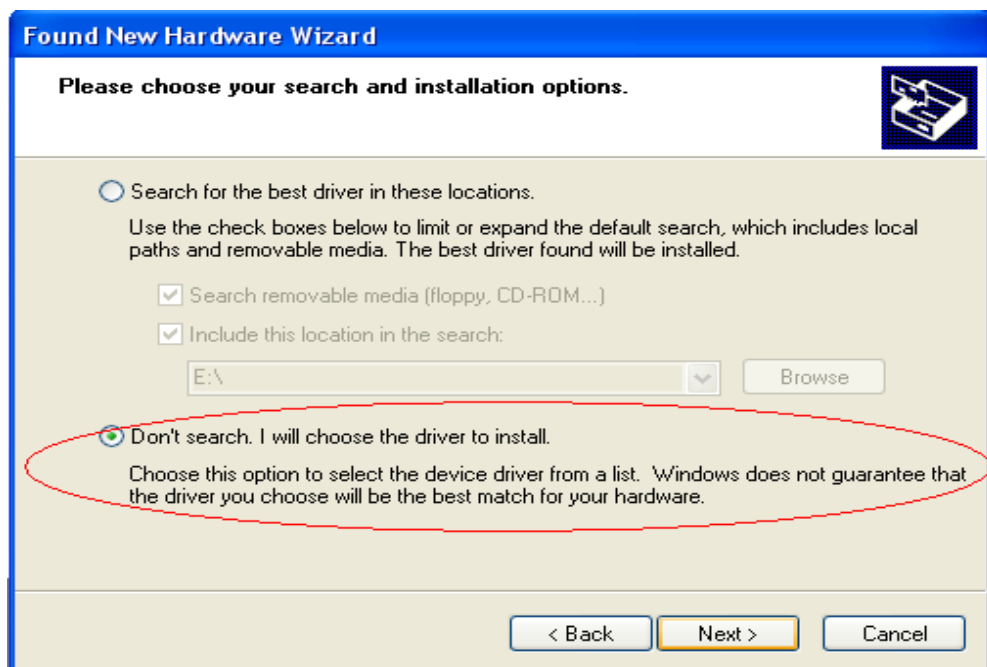 Found New Hardware Wizard
Please choose your search and installation options.
Search for the best driver in these locations.
Use the check boxes below to limit or expand the default search, which includes local
paths and removable media. The best driver found will be installed.
Search removable media (floppy, CD-ROM...)
Include this location in the search:
E:\
Browse
Don't search. I will choose the driver to install.
Choose this option to select the device driver from a list. Windows does not guarantee that
the driver you choose will be the best match for your hardware.
< Back
Next >
Cancel